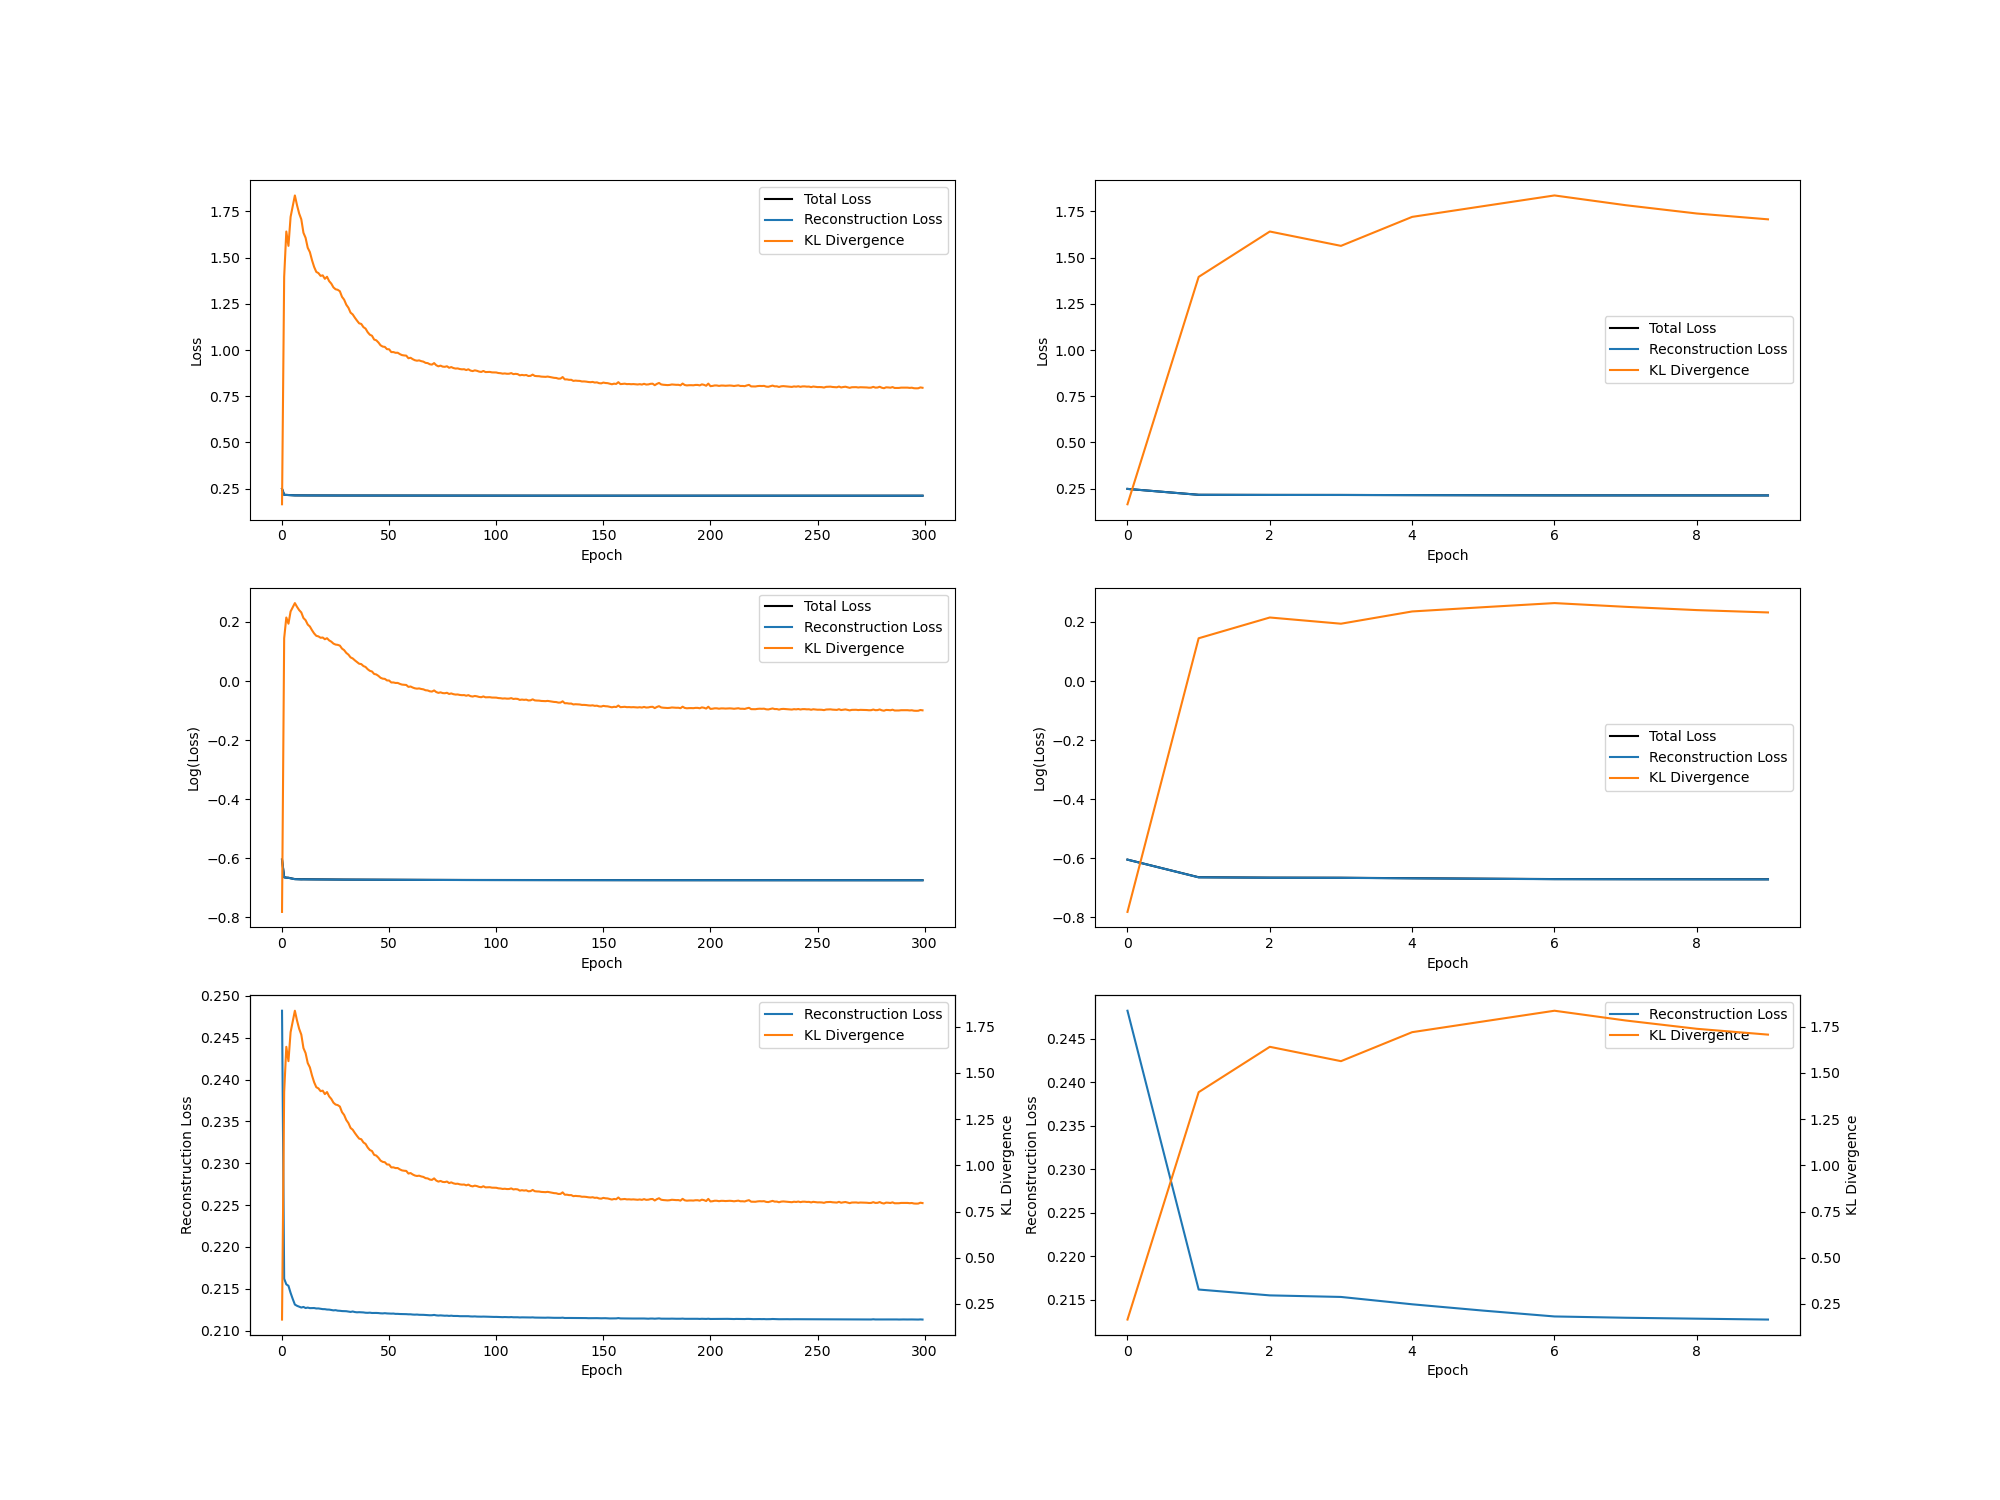 1.75
1.50
1.25
1.00
0.75
0.50
0.25
Loss
0 50 100 150 200 250 300
Epoch
Total Loss
Reconstruction Loss
KL Divergence
1.75
1.50
1.25
1.00
0.75
0.50
0.25
Loss
0 2 4 6 8
Epoch
Total Loss
Reconstruction Loss
KL Divergence
0.2
0.0
−0.2
−0.4
−0.6
−0.8
Log(Loss)
0 50 100 150 200 250 300
Epoch
Total Loss
Reconstruction Loss
KL Divergence
0.2
0.0
−0.2
−0.4
−0.6
−0.8
Log(Loss)
0 2 4 6 8
Epoch
Total Loss
Reconstruction Loss
KL Divergence
0.250
0.245
0.240
0.235
0.230
0.225
0.220
0.215
0.210
Reconstruction Loss
0 50 100 150 200 250 300
Epoch
Reconstruction Loss
KL Divergence
1.75
1.50
1.25
1.00
0.75
0.50
0.25
KL Divergence
0.245
0.240
0.235
0.230
0.225
0.220
0.215
Reconstruction Loss
0 2 4 6 8
Epoch
Reconstruction Loss
KL Divergence
1.75
1.50
1.25
1.00
0.75
0.50
0.25
KL Divergence